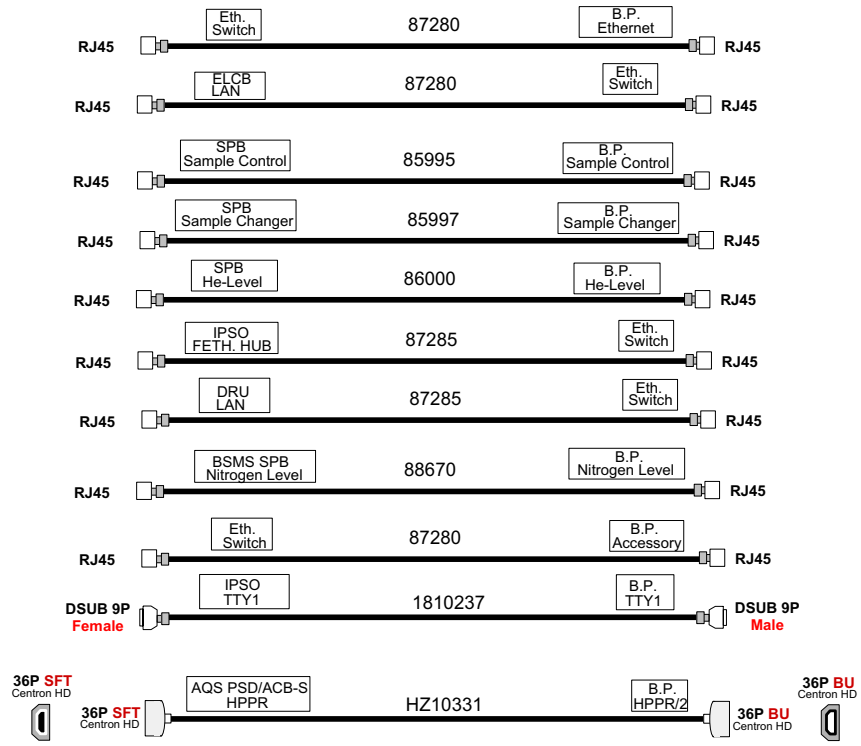 Eth.
Switch
87280
B.P.
Ethernet
RJ45
RJ45
ELCB
LAN
87280
Eth.
Switch
RJ45
RJ45
SPB
Sample Control
85995
B.P.
Sample Control
RJ45
RJ45
SPB
Sample Changer
85997
B.P.
Sample Changer
RJ45
RJ45
SPB
He-Level
86000
B.P.
He-Level
RJ45
RJ45
IPSO
FETH. HUB
87285
Eth.
Switch
RJ45
RJ45
DRU
LAN
87285
Eth.
Switch
RJ45
RJ45
BSMS SPB
Nitrogen Level
88670
B.P.
Nitrogen Level
RJ45
RJ45
Eth.
Switch
87280
B.P.
Accessory
RJ45
RJ45
IPSO
TTY1
1810237
B.P.
TTY1
DSUB 9P
Female
DSUB 9P
Male
36P SFT
Centron HD
36P SFT
Centron HD
AQS PSD/ACB-S
HPPR
HZ10331
B.P.
HPPR/2
36P BU
Centron HD
36P BU
Centron HD